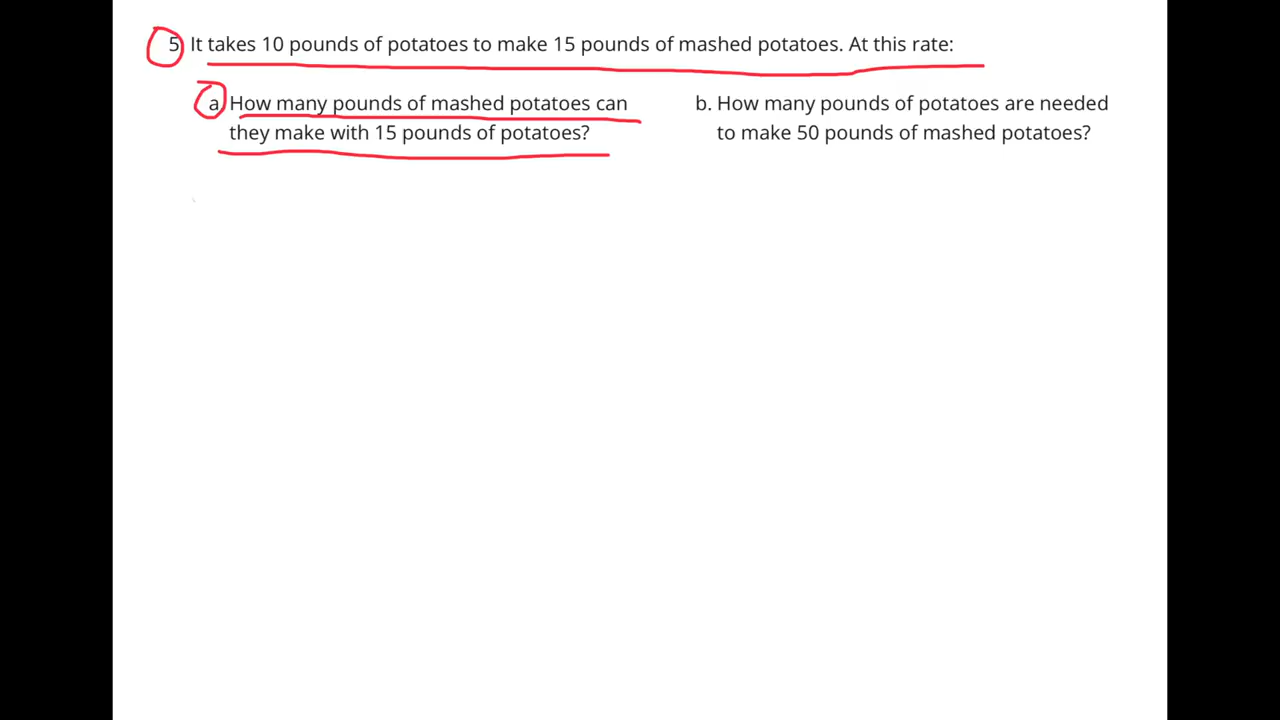 5. It takes 10 pounds of potatoes to make 15 pounds of mashed potatoes. At this rate:
a. How many pounds of mashed potatoes can
they make with 15 pounds of potatoes?
b. How many pounds of potatoes are needed
to make 50 pounds of mashed potatoes?